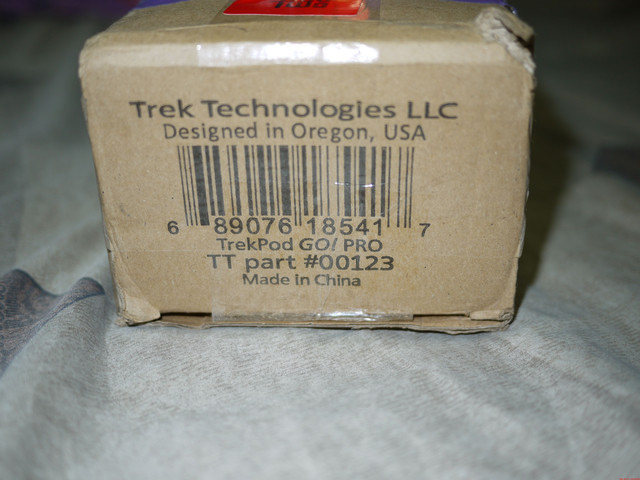 Trek Technologies LLC
Designed in Oregon, USA
6 89076 18541 7
TrekPod GO! PRO
TT part #00123
Made in China